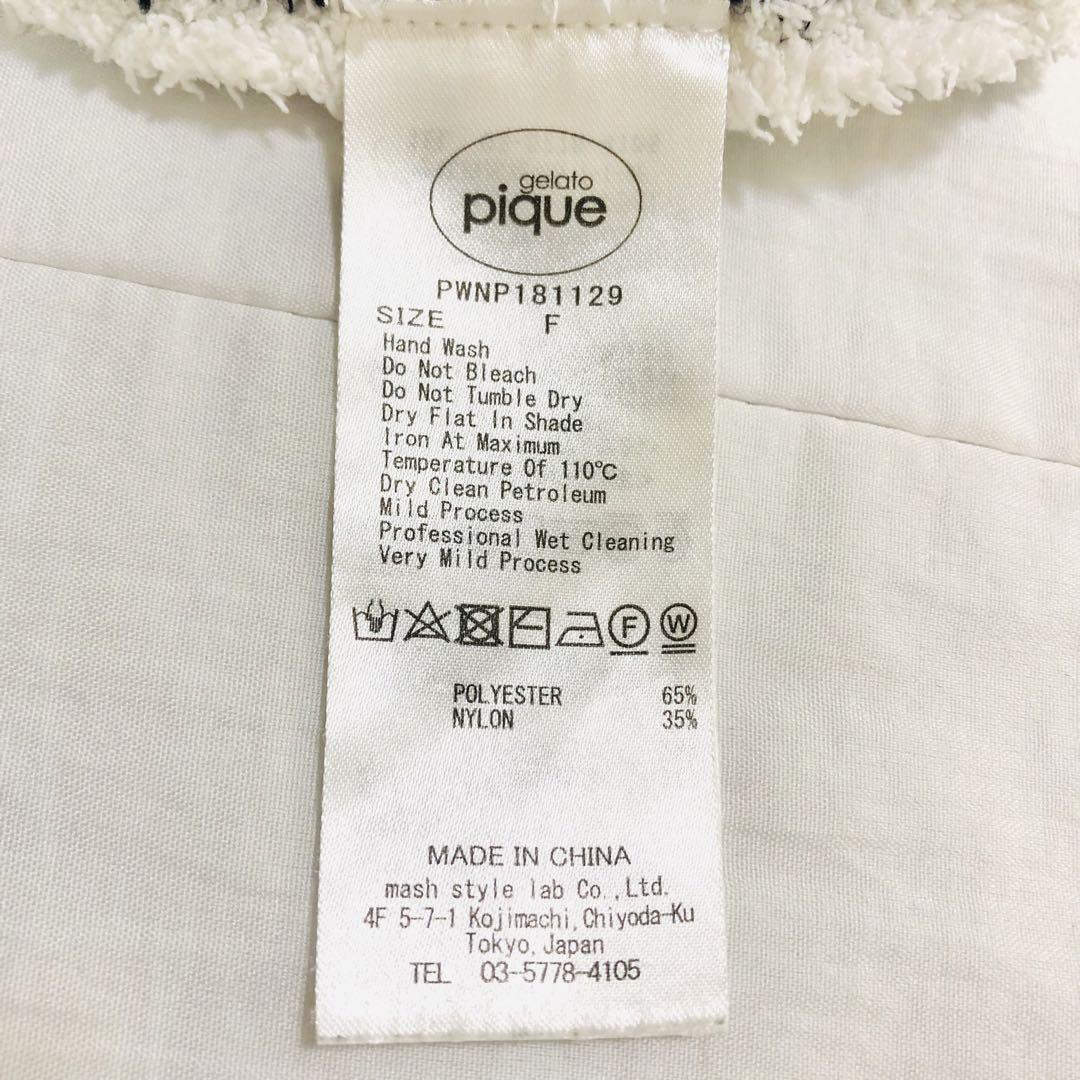 gelato
pique
PWNP181129
SIZE F
Hand Wash
Do Not Bleach
Do Not Tumble Dry
Dry Flat In Shade
Iron At Maximum
Temperature Of 110℃
Dry Clean Petroleum
Mild Process
Professional Wet Cleaning
Very Mild Process
F W
POLYESTER 65%
NYLON 35%
MADE IN CHINA
mash style lab Co.,Ltd.
4F 5-7-1 Kojimachi,Chiyoda-Ku
Tokyo,Japan
TEL 03-5778-4105